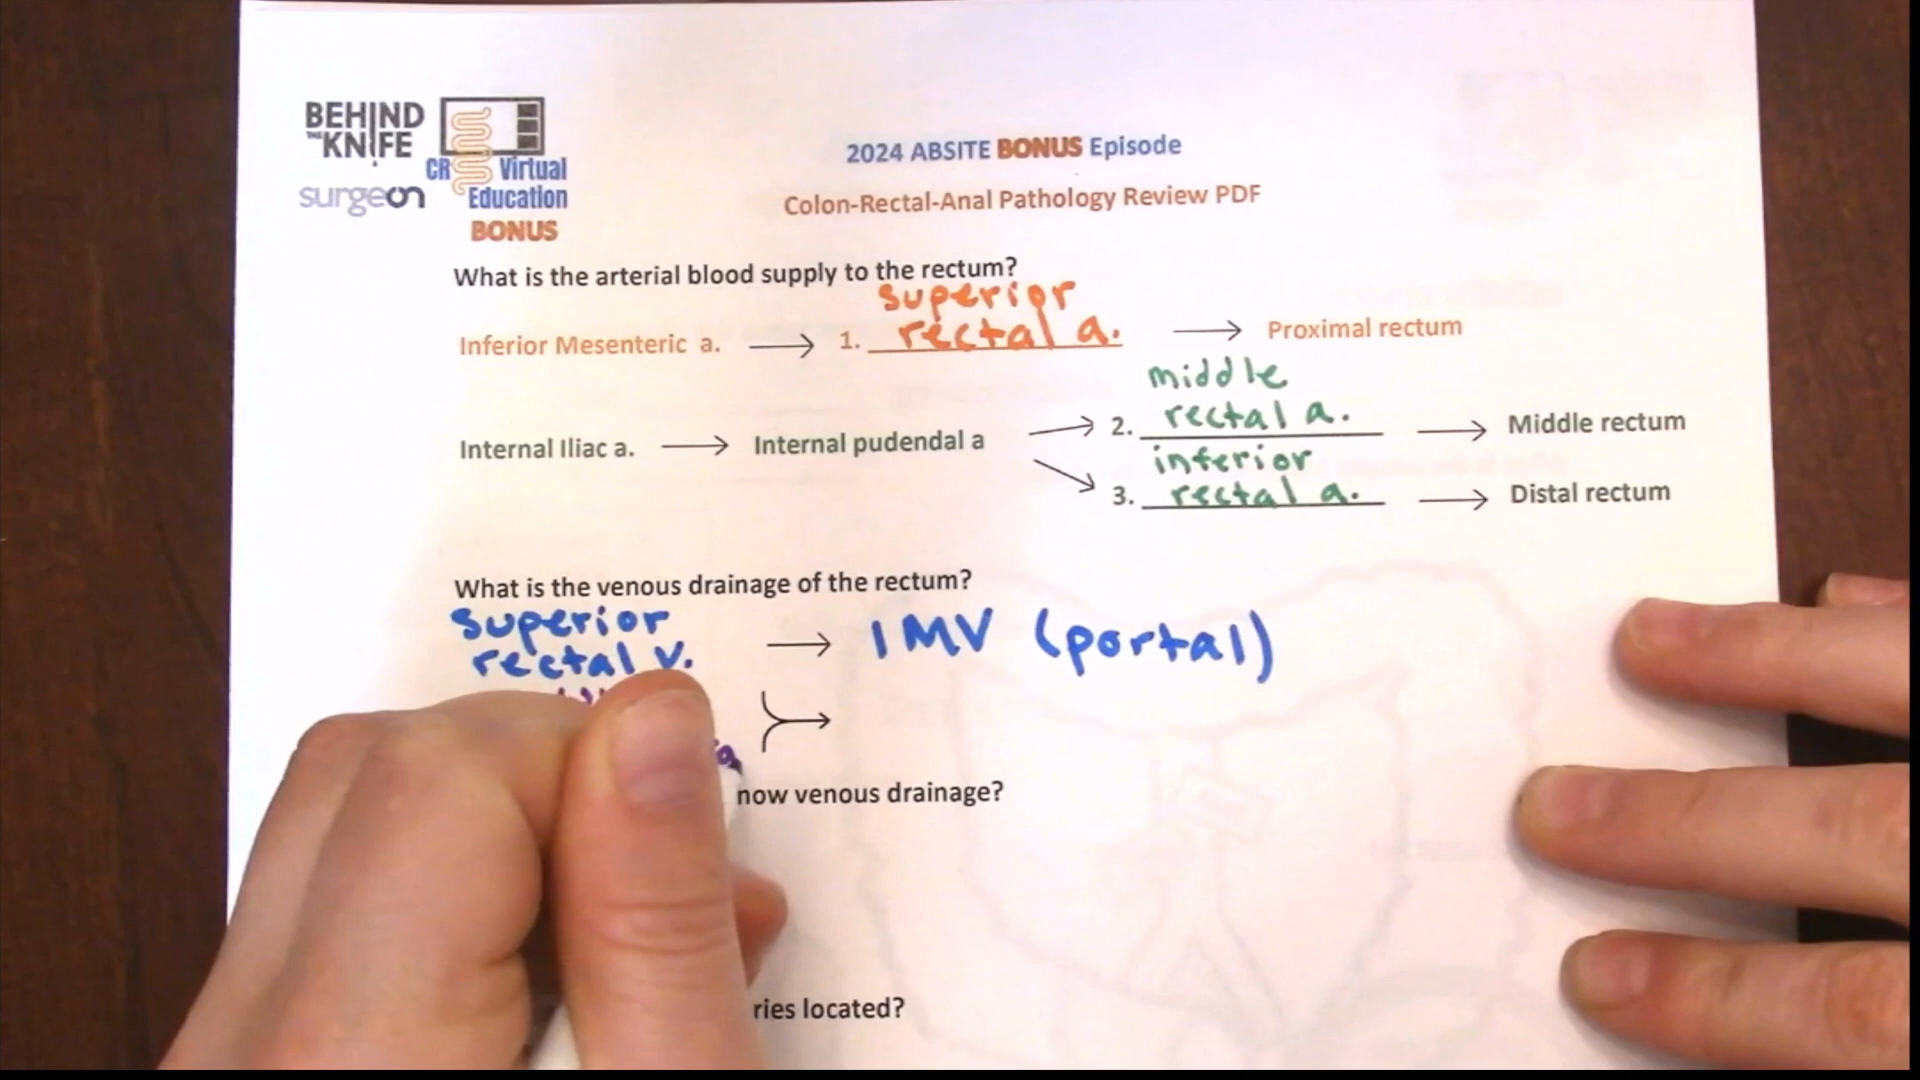 BEHIND
THE KNIFE
CR Virtual
surgeon Education
BONUS
2024 ABSITE BONUS Episode
Colon-Rectal-Anal Pathology Review PDF
What is the arterial blood supply to the rectum?
superior
Inferior Mesenteric a. → 1. rectal a. → Proximal rectum
middle
2. rectal a. → Middle rectum
Internal Iliac a. → Internal pudendal a
inferior
3. rectal a. → Distal rectum
What is the venous drainage of the rectum?
superior
rectal v. → IMV (portal)
now venous drainage?
ries located?